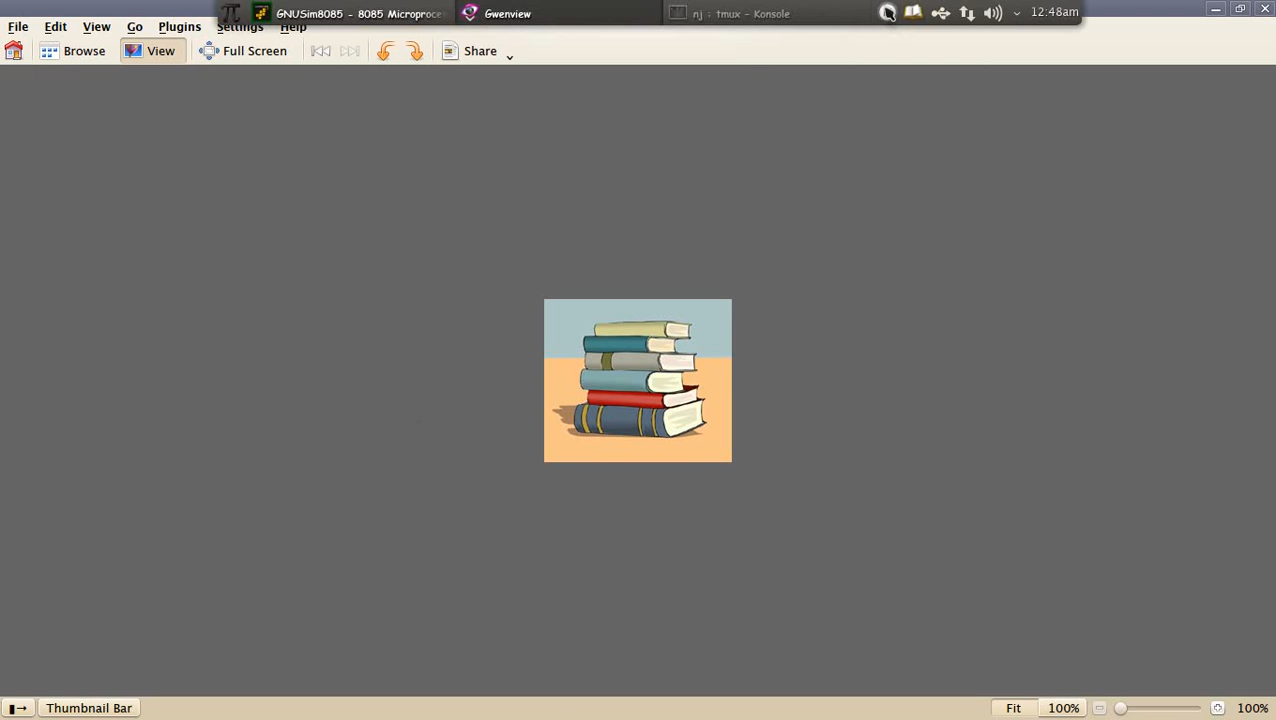 GNUSim8085 - 8085 Microproce
Gwenview
nj : tmux - Konsole
12:48am
File Edit View Go Plugins Settings Help
Browse View Full Screen Share
Thumbnail Bar Fit 100% 100%